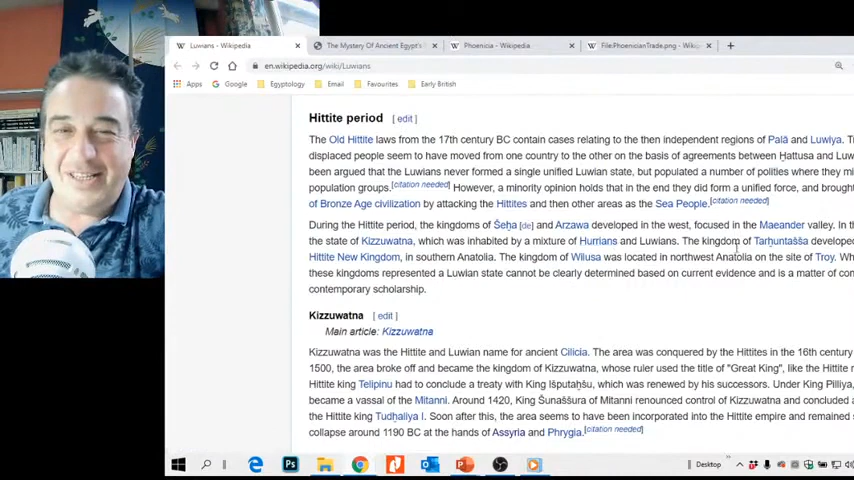 Luwians - Wikipedia
The Mystery Of Ancient Egypt's
Phoenicia - Wikipedia
File:PhoenicianTrade.png - Wikip
en.wikipedia.org/wiki/Luwians
Apps
Google
Egyptology
Email
Favourites
Early British
Hittite period [ edit ]
The Old Hittite laws from the 17th century BC contain cases relating to the then independent regions of Palā and Luwiya. T
displaced people seem to have moved from one country to the other on the basis of agreements between Ḫattusa and Luw
been argued that the Luwians never formed a single unified Luwian state, but populated a number of polities where they mi
population groups.[citation needed] However, a minority opinion holds that in the end they did form a unified force, and brought
of Bronze Age civilization by attacking the Hittites and then other areas as the Sea People.[citation needed]
During the Hittite period, the kingdoms of Šeḫa [de] and Arzawa developed in the west, focused in the Maeander valley. In th
the state of Kizzuwatna, which was inhabited by a mixture of Hurrians and Luwians. The kingdom of Tarḫuntašša develope
Hittite New Kingdom, in southern Anatolia. The kingdom of Wilusa was located in northwest Anatolia on the site of Troy. Wh
these kingdoms represented a Luwian state cannot be clearly determined based on current evidence and is a matter of con
contemporary scholarship.
Kizzuwatna [ edit ]
Main article: Kizzuwatna
Kizzuwatna was the Hittite and Luwian name for ancient Cilicia. The area was conquered by the Hittites in the 16th century
1500, the area broke off and became the kingdom of Kizzuwatna, whose ruler used the title of "Great King", like the Hittite r
Hittite king Telipinu had to conclude a treaty with King Išputaḫšu, which was renewed by his successors. Under King Pilliya,
became a vassal of the Mitanni. Around 1420, King Šunaššura of Mitanni renounced control of Kizzuwatna and concluded a
the Hittite king Tudḫaliya I. Soon after this, the area seems to have been incorporated into the Hittite empire and remained s
collapse around 1190 BC at the hands of Assyria and Phrygia.[citation needed]
Desktop